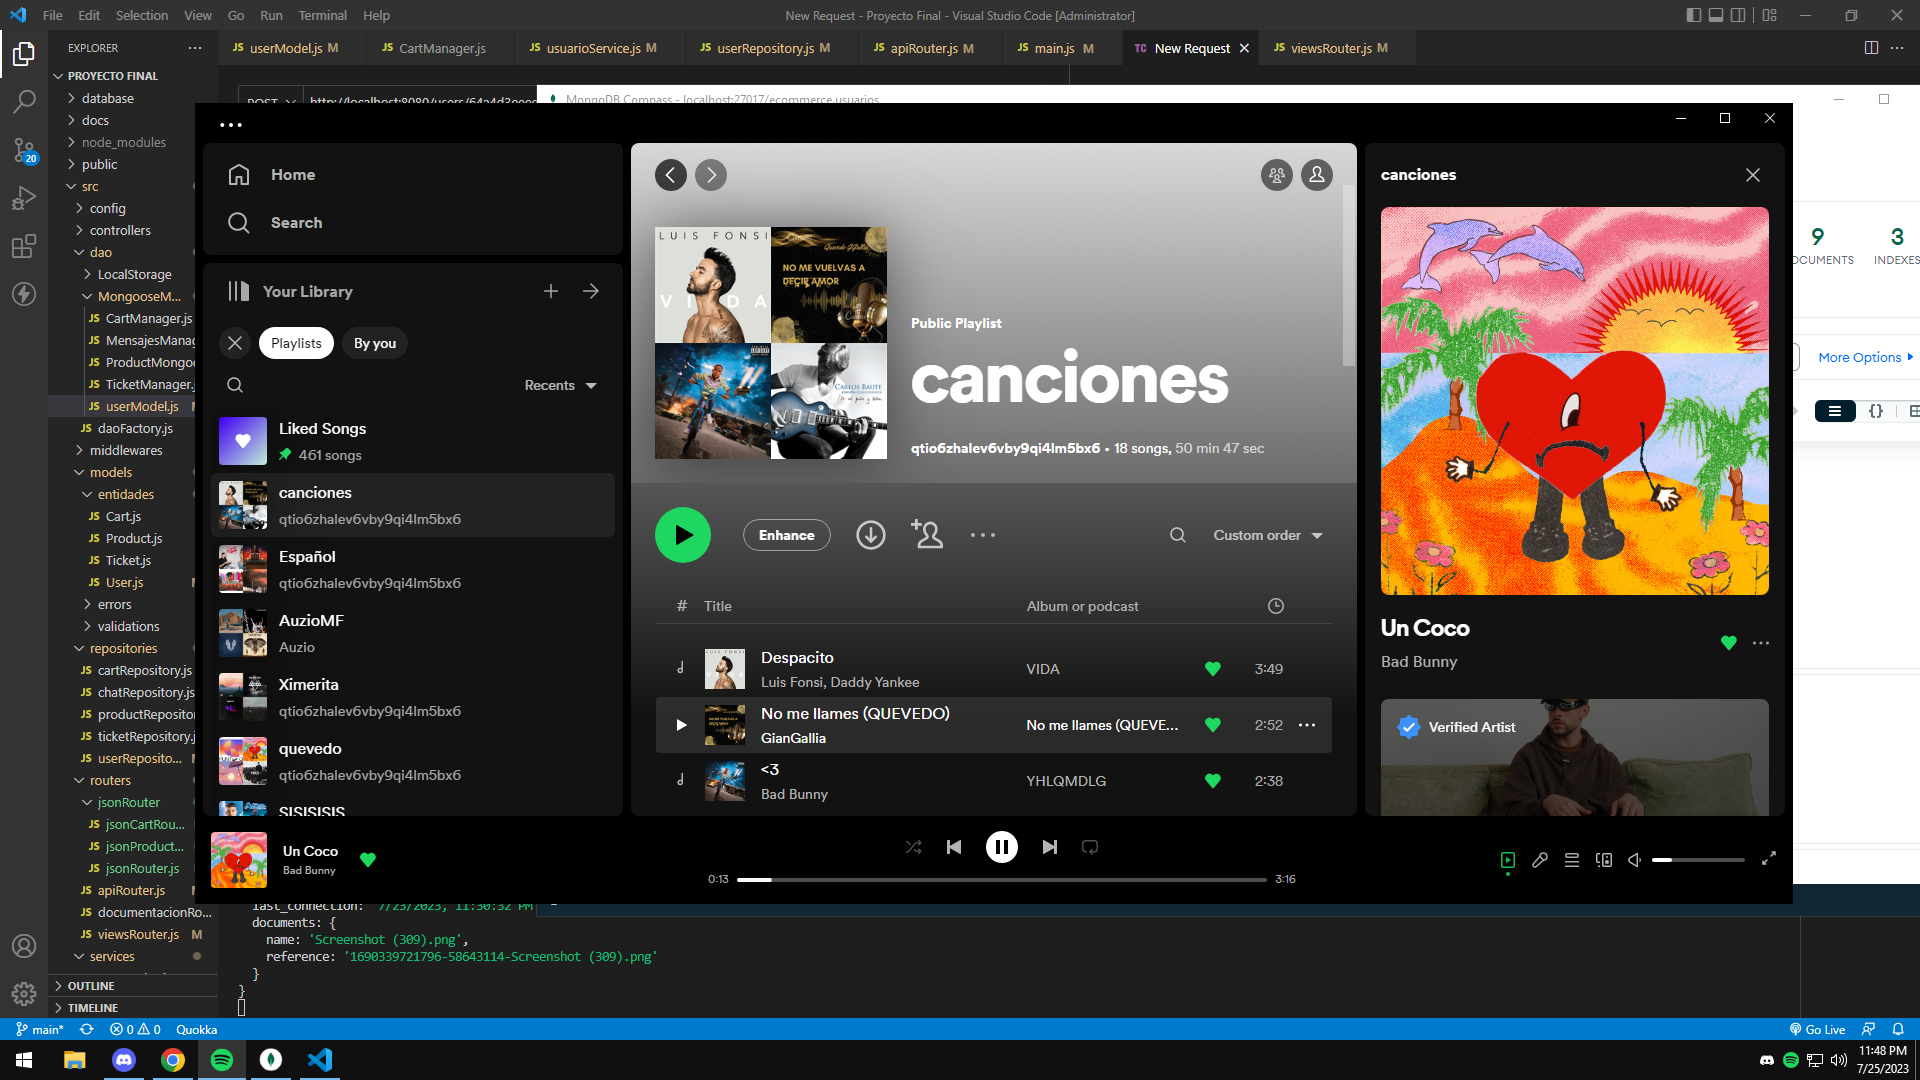 File Edit Selection View Go Run Terminal Help
New Request - Proyecto Final - Visual Studio Code [Administrator]
EXPLORER
JS userModel.js M
JS CartManager.js
JS usuarioService.js M
JS userRepository.js M
JS apiRouter.js M
JS main.js M
TC New Request
JS viewsRouter.js M
PROYECTO FINAL
database
docs
node_modules
public
src
config
controllers
dao
LocalStorage
MongooseM...
JS CartManager.js
JS MensajesManag
JS ProductMongo
JS TicketManager.j
JS userModel.js
JS daoFactory.js
middlewares
models
entidades
JS Cart.js
JS Product.js
JS Ticket.js
JS User.js
errors
validations
repositories
JS cartRepository.js
JS chatRepository.js
JS productRepositor
JS ticketRepository.j
JS userReposito...
routers
jsonRouter
JS jsonCartRou...
JS jsonProduct...
JS jsonRouter.js
JS apiRouter.js M
JS documentacionRo...
JS viewsRouter.js M
services
OUTLINE
TIMELINE
20
POST
http://localhost:8080/users/64a4d3
MongoDB Compass - localhost:27017/ecommerce.usuarios
9
OCUMENTS
3
INDEXES
More Options
{}
Home
Search
Your Library
Playlists
By you
Recents
Liked Songs
461 songs
canciones
qtio6zhalev6vby9qi4lm5bx6
Español
qtio6zhalev6vby9qi4lm5bx6
AuzioMF
Auzio
Ximerita
qtio6zhalev6vby9qi4lm5bx6
quevedo
qtio6zhalev6vby9qi4lm5bx6
SISISISIS
LUIS FONSI
VIDA
Quevedo
NO ME VUELVAS A
DECIR AMOR
CARLOS BAUTE
Public Playlist
canciones
qtio6zhalev6vby9qi4lm5bx6 • 18 songs, 50 min 47 sec
Enhance
Custom order
# Title Album or podcast
Despacito
Luis Fonsi, Daddy Yankee
VIDA
3:49
No me llames (QUEVEDO)
GianGallia
No me llames (QUEVE...
2:52
<3
Bad Bunny
YHLQMDLG
2:38
canciones
Un Coco
Bad Bunny
Verified Artist
Un Coco
Bad Bunny
0:13
3:16
last_connection: '7/23/2023, 11:30:32 PM
documents: {
name: 'Screenshot (309).png',
reference: '1690339721796-58643114-Screenshot (309).png'
}
}
main*
0 0
Quokka
Go Live
11:48 PM
7/25/2023